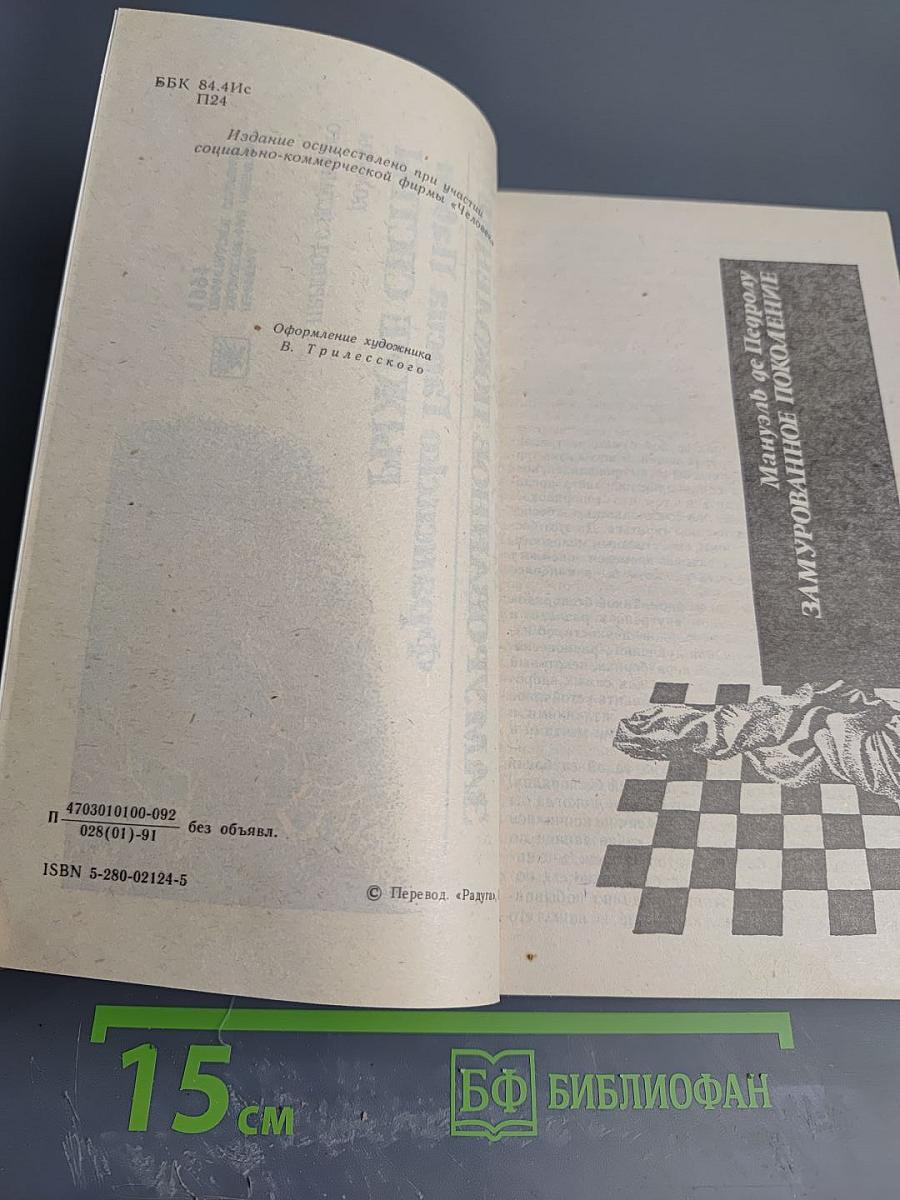 ББК 84.4Ис
П24
Издание осуществлено при участии
социально-коммерческой фирмы «Человек»
Оформление художника
В. Трилесского
П 4703010100-092
028(01)-91 без объявл.
ISBN 5-280-02124-5
© Перевод. «Радуга»,
Мануэль де Педролу
ЗАМУРОВАННОЕ ПОКОЛЕНИЕ
15 см
БФ БИБЛИОФАН